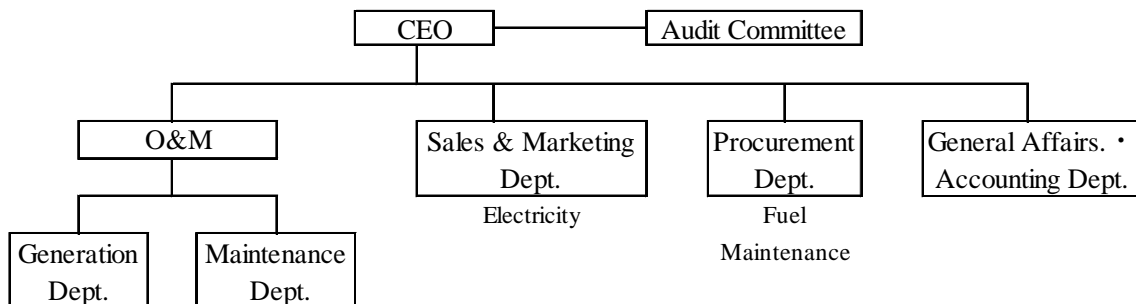 CEO
Audit Committee
O&M
Sales & Marketing
Dept.
Electricity
Procurement
Dept.
Fuel
Maintenance
General Affairs. ・
Accounting Dept.
Generation
Dept.
Maintenance
Dept.